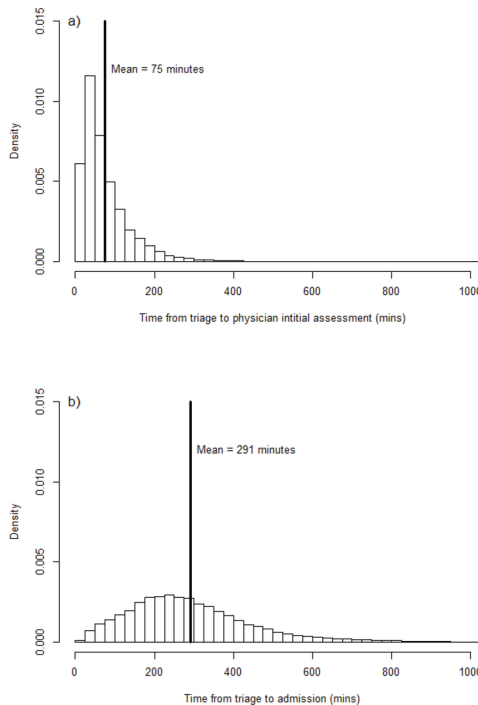 a)
Mean = 75 minutes
0.015
0.010
0.005
0.000
Density
0 200 400 600 800 1000
Time from triage to physician intitial assessment (mins)
b)
Mean = 291 minutes
0.015
0.010
0.005
0.000
Density
0 200 400 600 800 1000
Time from triage to admission (mins)